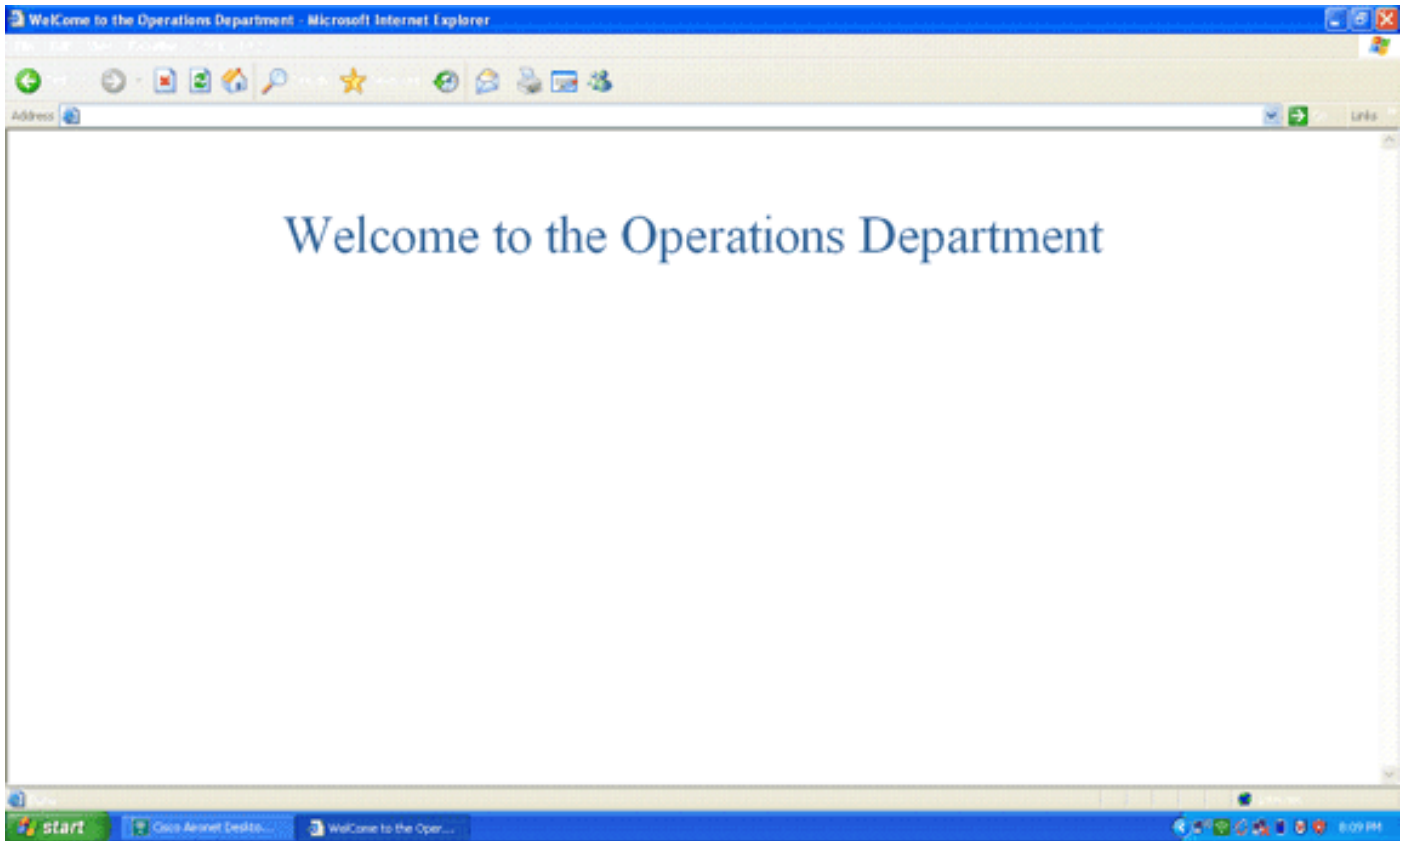 WelCome to the Operations Department - Microsoft Internet Explorer
Address
Links
Welcome to the Operations Department
start
Cisco Aironet Deskto...
WelCome to the Oper...
8:09 PM